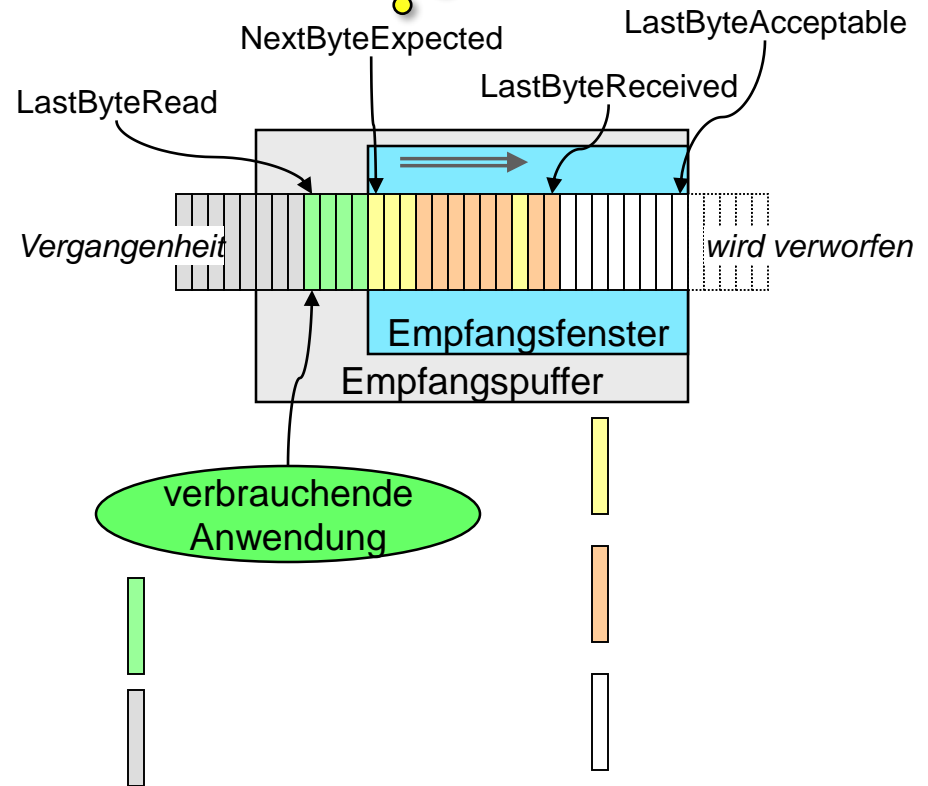 LastByteAcceptable
NextByteExpected
LastByteReceived
LastByteRead
Vergangenheit
wird verworfen
Empfangsfenster
Empfangspuffer
verbrauchende
Anwendung